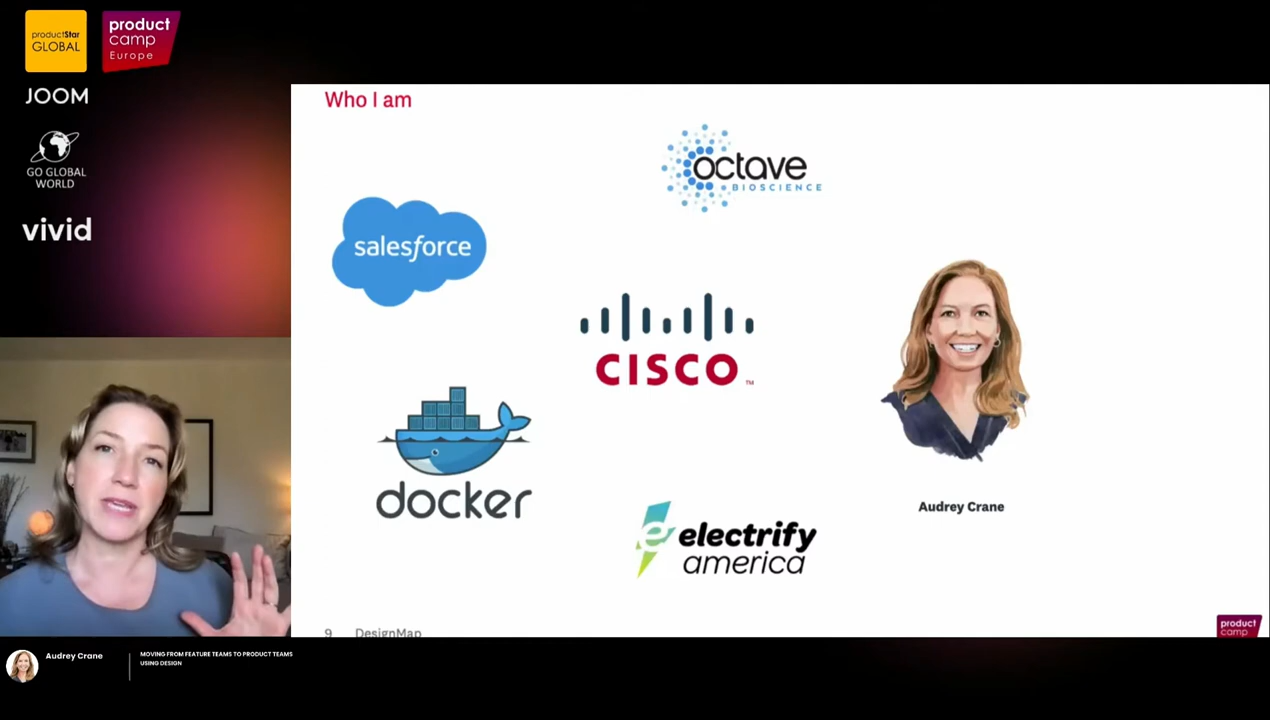 productStar
GLOBAL
product
camp
Europe
JOOM
GO GLOBAL
WORLD
vivid
Who I am
octave
BIOSCIENCE
salesforce
CISCO
TM
docker
Audrey Crane
electrify
america
9 DesignMap
product
camp
Audrey Crane
MOVING FROM FEATURE TEAMS TO PRODUCT TEAMS
USING DESIGN